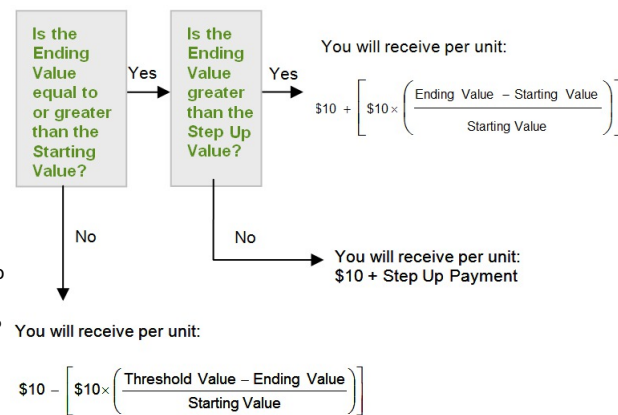 Is the
Ending
Value
equal to
or greater
than the
Starting
Value?
Yes
Is the
Ending
Value
greater
than the
Step Up
Value?
Yes
You will receive per unit:
$10 + [ $10 × ( Ending Value – Starting Value
Starting Value ) ]
No
No
You will receive per unit:
$10 + Step Up Payment
You will receive per unit:
$10 – [ $10× ( Threshold Value – Ending Value
Starting Value ) ]